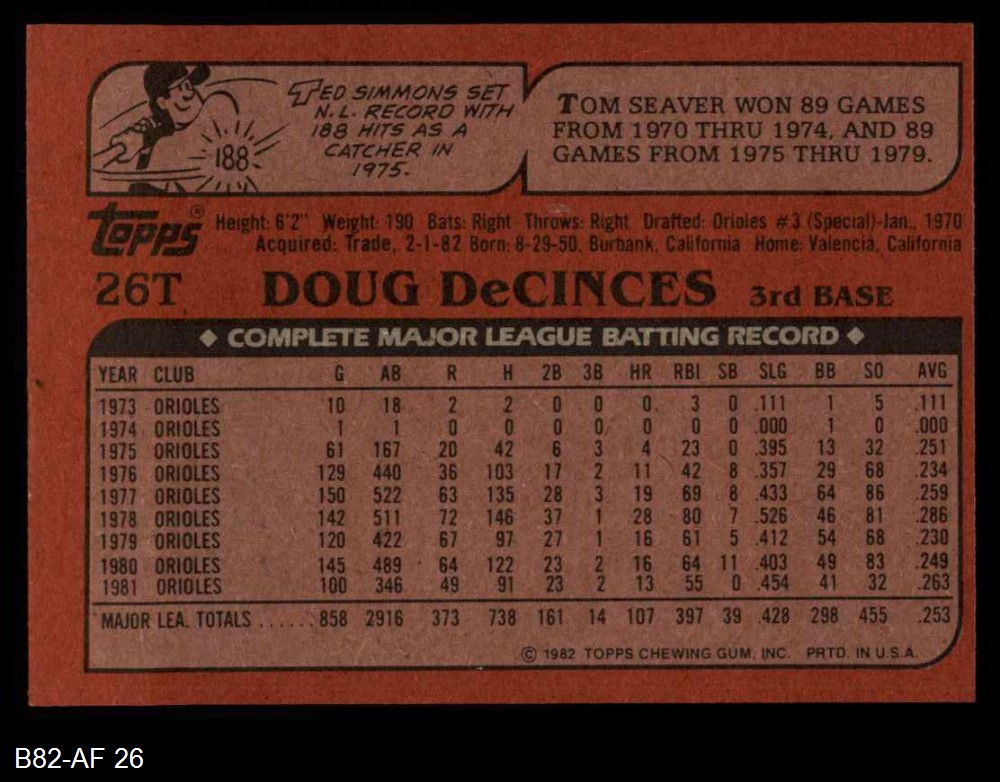 TED SIMMONS SET
N.L. RECORD WITH
188 HITS AS A
CATCHER IN
1975.
188
TOM SEAVER WON 89 GAMES
FROM 1970 THRU 1974, AND 89
GAMES FROM 1975 THRU 1979.
topps®
Height: 6'2" Weight: 190 Bats: Right Throws: Right Drafted: Orioles #3 (Special)-Jan., 1970
Acquired: Trade, 2-1-82 Born: 8-29-50, Burbank, California Home: Valencia, California
26T DOUG DeCINCES 3rd BASE
◆ COMPLETE MAJOR LEAGUE BATTING RECORD ◆
YEAR CLUB G AB R H 2B 3B HR RBI SB SLG BB SO AVG
1973 ORIOLES 10 18 2 2 0 0 0 3 0 .111 1 5 .111
1974 ORIOLES 1 1 0 0 0 0 0 0 0 .000 1 0 .000
1975 ORIOLES 61 167 20 42 6 3 4 23 0 .395 13 32 .251
1976 ORIOLES 129 440 36 103 17 2 11 42 8 .357 29 68 .234
1977 ORIOLES 150 522 63 135 28 3 19 69 8 .433 64 86 .259
1978 ORIOLES 142 511 72 146 37 1 28 80 7 .526 46 81 .286
1979 ORIOLES 120 422 67 97 27 1 16 61 5 .412 54 68 .230
1980 ORIOLES 145 489 64 122 23 2 16 64 11 .403 49 83 .249
1981 ORIOLES 100 346 49 91 23 2 13 55 0 .454 41 32 .263
MAJOR LEA. TOTALS ......858 2916 373 738 161 14 107 397 39 .428 298 455 .253
© 1982 TOPPS CHEWING GUM, INC. PRTD. IN U.S.A.
B82-AF 26